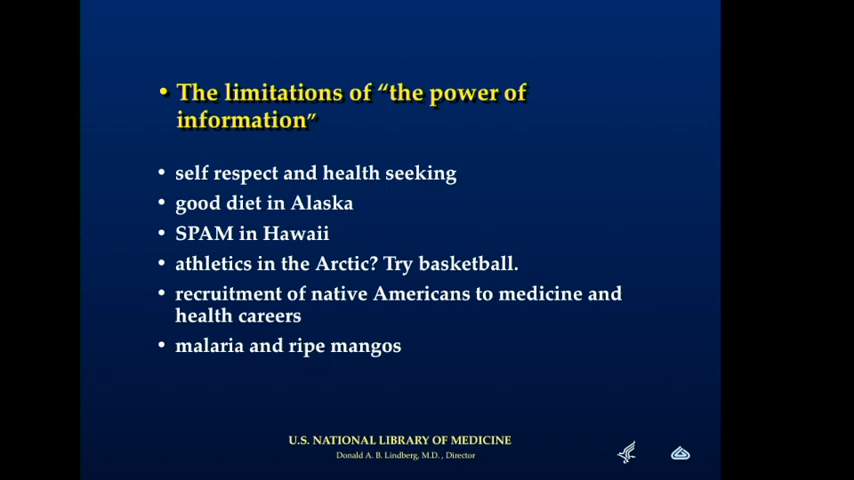 • The limitations of “the power of
information”
• self respect and health seeking
• good diet in Alaska
• SPAM in Hawaii
• athletics in the Arctic? Try basketball.
• recruitment of native Americans to medicine and
health careers
• malaria and ripe mangos
U.S. NATIONAL LIBRARY OF MEDICINE
Donald A. B. Lindberg, M.D. , Director